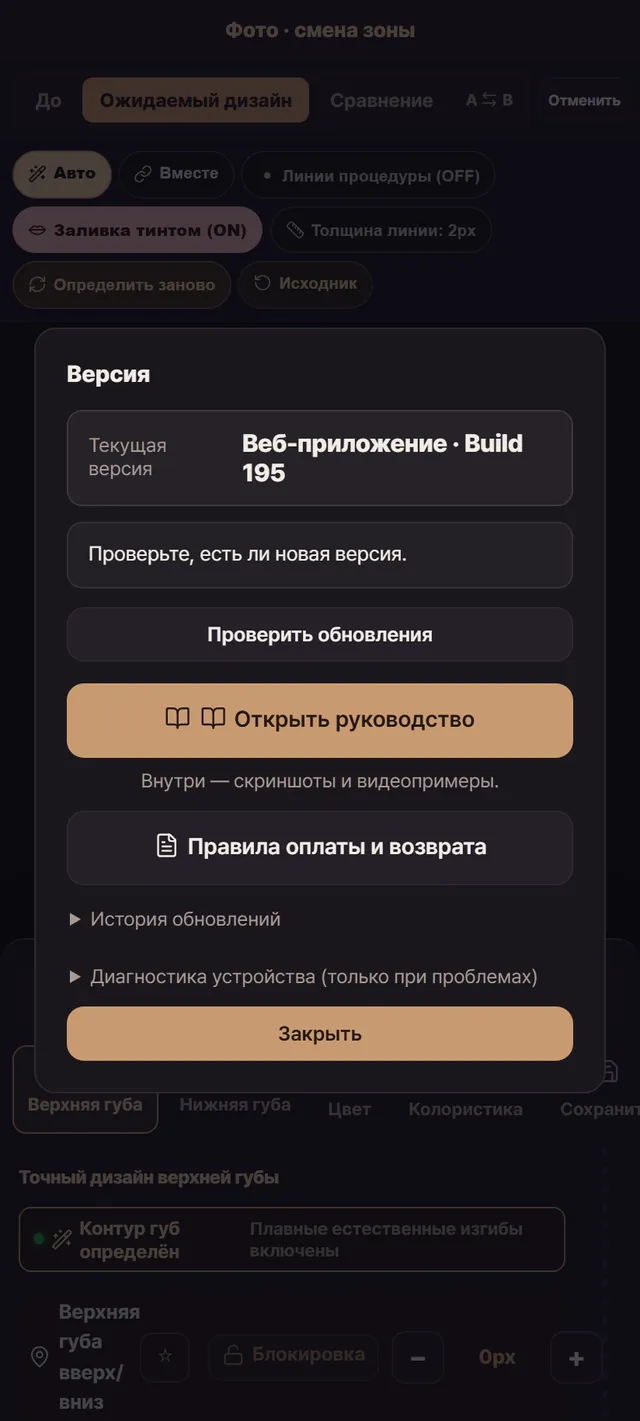 Фото · смена зоны
До
Ожидаемый дизайн
Сравнение
A ⇆ B
Отменить
Авто
Вместе
• Линии процедуры (OFF)
Заливка тинтом (ON)
Толщина линии: 2px
Определить заново
Исходник
Версия
Текущая
версия
Веб-приложение · Build
195
Проверьте, есть ли новая версия.
Проверить обновления
Открыть руководство
Внутри — скриншоты и видеопримеры.
Правила оплаты и возврата
▶ История обновлений
▶ Диагностика устройства (только при проблемах)
Закрыть
Верхняя губа
Нижняя губа
Цвет
Колористика
Сохранит
Точный дизайн верхней губы
Контур губ
определён
Плавные естественные изгибы
включены
Верхняя
губа
вверх/
вниз
☆
Блокировка
−
0px
+